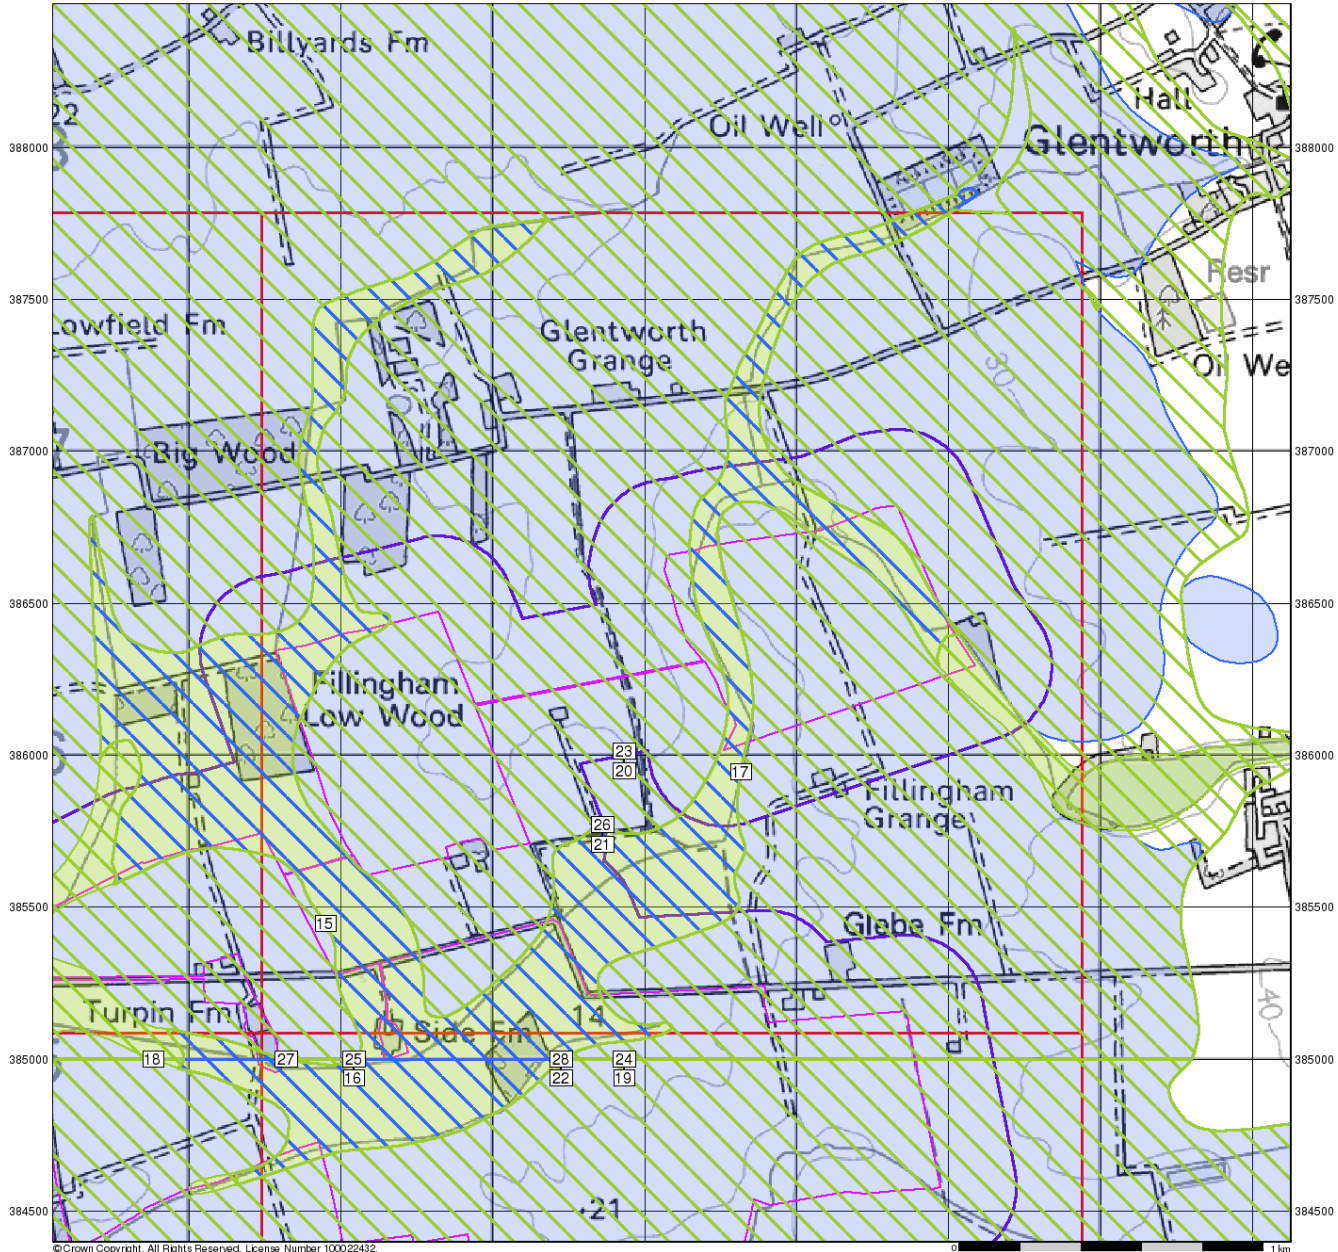 Billyards Fm
22
Hall
Oil Well
Glentworth
388000
388000
Resr
387500
387500
Lowfield Fm
Glentworth
Grange
30
Oil We
387000
387000
Big Wood
386500
386500
Fillingham
Low Wood
386000
386000
23
20
17
Fillingham
Grange
26
21
385500
385500
15
Glebe Fm
40
Turpin Fm
Side Fm
14
385000
385000
18
27
25
16
28
22
24
19
384500
384500
.21
© Crown Copyright. All Rights Reserved. License Number 100022432.
0
1 km